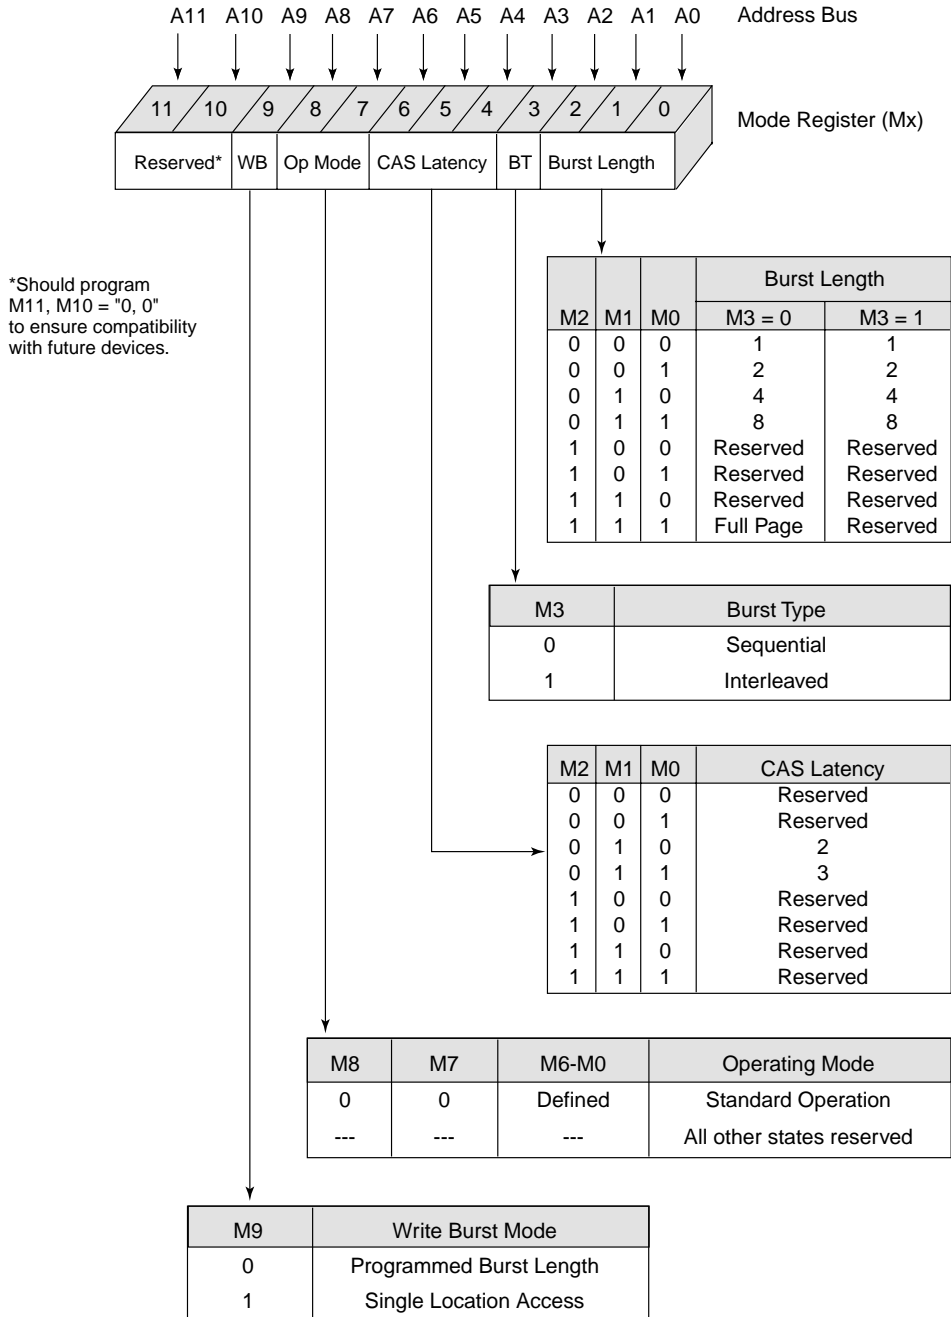 A11 A10 A9 A8 A7 A6 A5 A4 A3 A2 A1 A0 Address Bus
11 10 9 8 7 6 5 4 3 2 1 0
Mode Register (Mx)
Reserved* WB Op Mode CAS Latency BT Burst Length
*Should program
M11, M10 = "0, 0"
to ensure compatibility
with future devices.
Burst Length
M2 M1 M0 M3 = 0 M3 = 1
0 0 0 1 1
0 0 1 2 2
0 1 0 4 4
0 1 1 8 8
1 0 0 Reserved Reserved
1 0 1 Reserved Reserved
1 1 0 Reserved Reserved
1 1 1 Full Page Reserved
M3 Burst Type
0 Sequential
1 Interleaved
M2 M1 M0 CAS Latency
0 0 0 Reserved
0 0 1 Reserved
0 1 0 2
0 1 1 3
1 0 0 Reserved
1 0 1 Reserved
1 1 0 Reserved
1 1 1 Reserved
M8 M7 M6-M0 Operating Mode
0 0 Defined Standard Operation
--- --- --- All other states reserved
M9 Write Burst Mode
0 Programmed Burst Length
1 Single Location Access